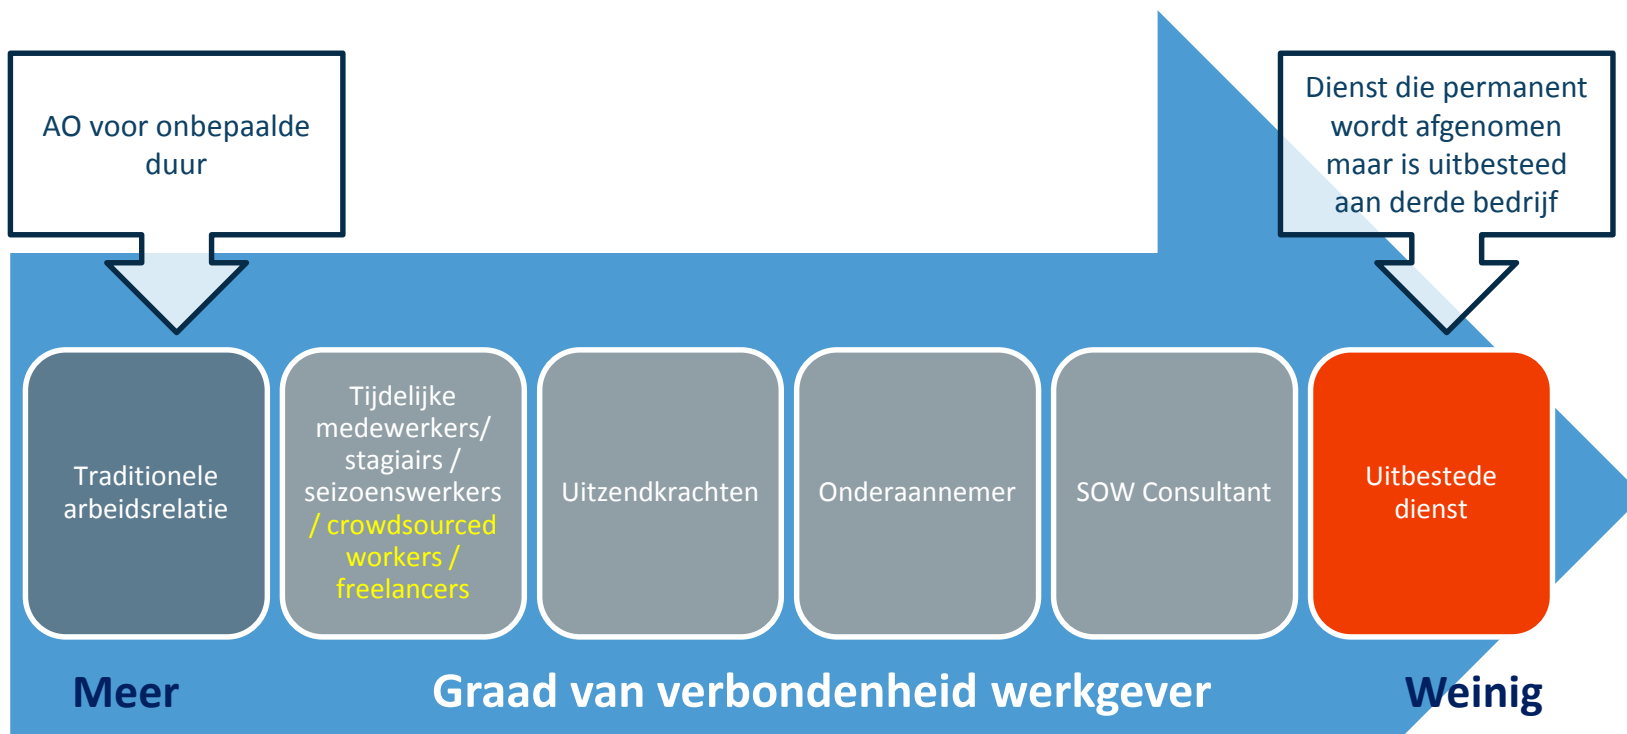 AO voor onbepaalde
duur
Dienst die permanent
wordt afgenomen
maar is uitbesteed
aan derde bedrijf
Traditionele
arbeidsrelatie
Tijdelijke
medewerkers/
stagiairs /
seizoenswerkers
/ crowdsourced
workers /
freelancers
Uitzendkrachten
Onderaannemer
SOW Consultant
Uitbestede
dienst
Meer
Graad van verbondenheid werkgever
Weinig